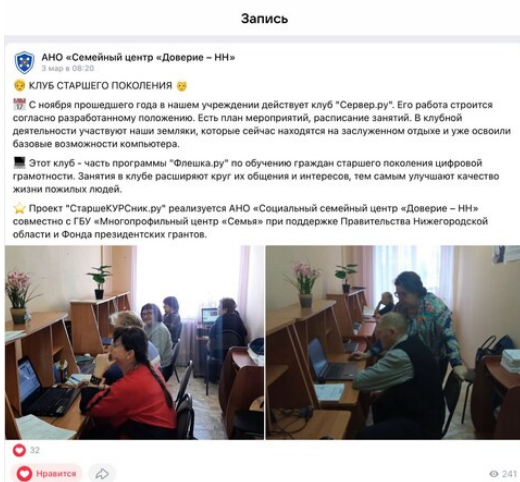 Запись
АНО «Семейный центр «Доверие – НН»
3 мар в 08:20
КЛУБ СТАРШЕГО ПОКОЛЕНИЯ
С ноября прошедшего года в нашем учреждении действует клуб "Сервер.ру". Его работа строится
согласно разработанному положению. Есть план мероприятий, расписание занятий. В клубной
деятельности участвуют наши земляки, которые сейчас находятся на заслуженном отдыхе и уже освоили
базовые возможности компьютера.
Этот клуб - часть программы "Флешка.ру" по обучению граждан старшего поколения цифровой
грамотности. Занятия в клубе расширяют круг их общения и интересов, тем самым улучшают качество
жизни пожилых людей.
Проект "СтаршеКУРСник.ру" реализуется АНО «Социальный семейный центр «Доверие – НН»
совместно с ГБУ «Многопрофильный центр «Семья» при поддержке Правительства Нижегородской
области и Фонда президентских грантов.
32
Нравится
241